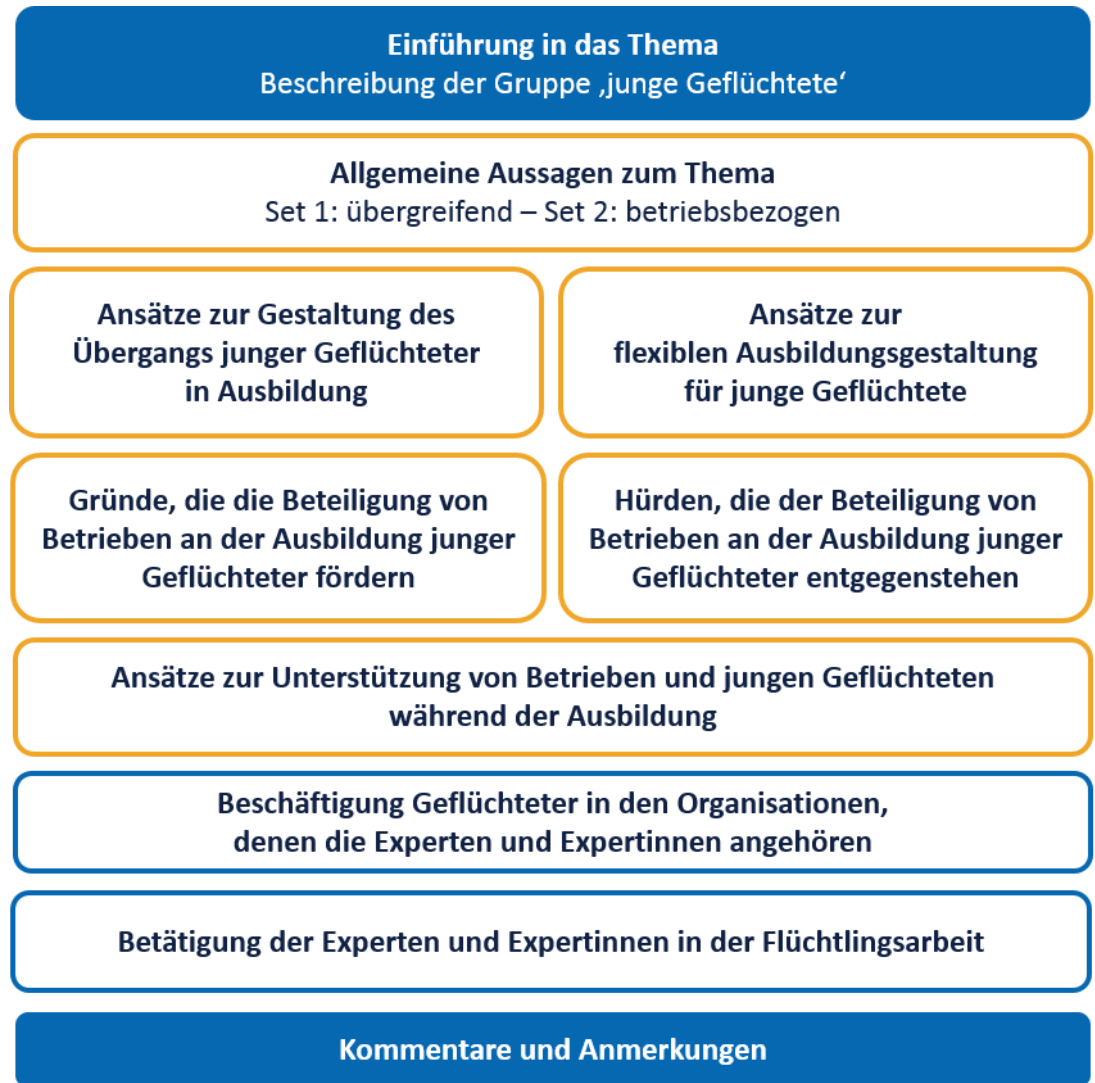 Einführung in das Thema
Beschreibung der Gruppe ‚junge Geflüchtete‘
Allgemeine Aussagen zum Thema
Set 1: übergreifend – Set 2: betriebsbezogen
Ansätze zur Gestaltung des
Übergangs junger Geflüchteter
in Ausbildung
Ansätze zur
flexiblen Ausbildungsgestaltung
für junge Geflüchtete
Gründe, die die Beteiligung von
Betrieben an der Ausbildung junger
Geflüchteter fördern
Hürden, die der Beteiligung von
Betrieben an der Ausbildung junger
Geflüchteter entgegenstehen
Ansätze zur Unterstützung von Betrieben und jungen Geflüchteten
während der Ausbildung
Beschäftigung Geflüchteter in den Organisationen,
denen die Experten und Expertinnen angehören
Betätigung der Experten und Expertinnen in der Flüchtlingsarbeit
Kommentare und Anmerkungen